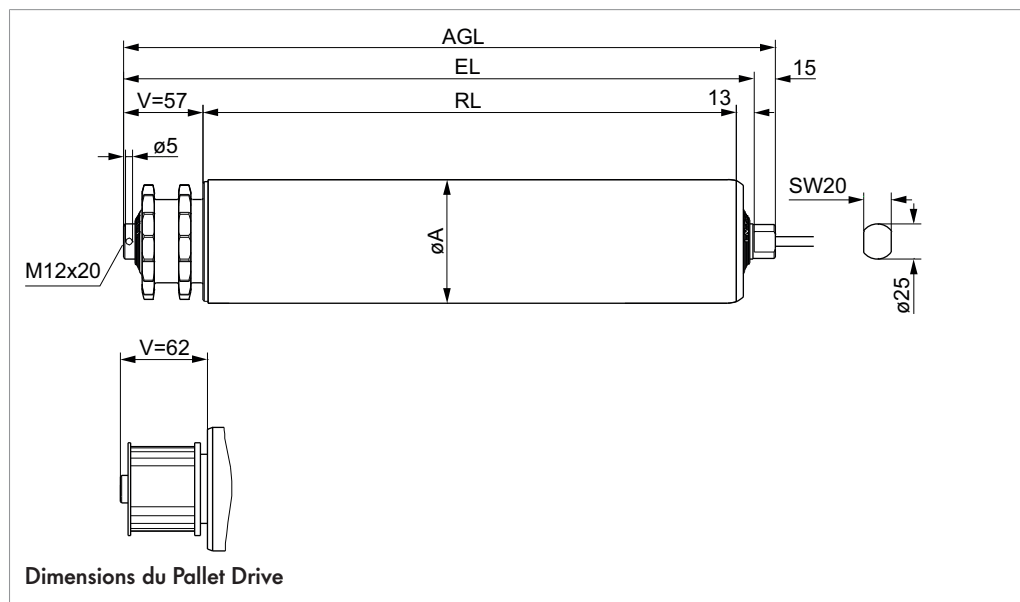 AGL
EL
15
V=57
RL
13
ø5
SW20
øA
M12x20
ø25
V=62
Dimensions du Pallet Drive